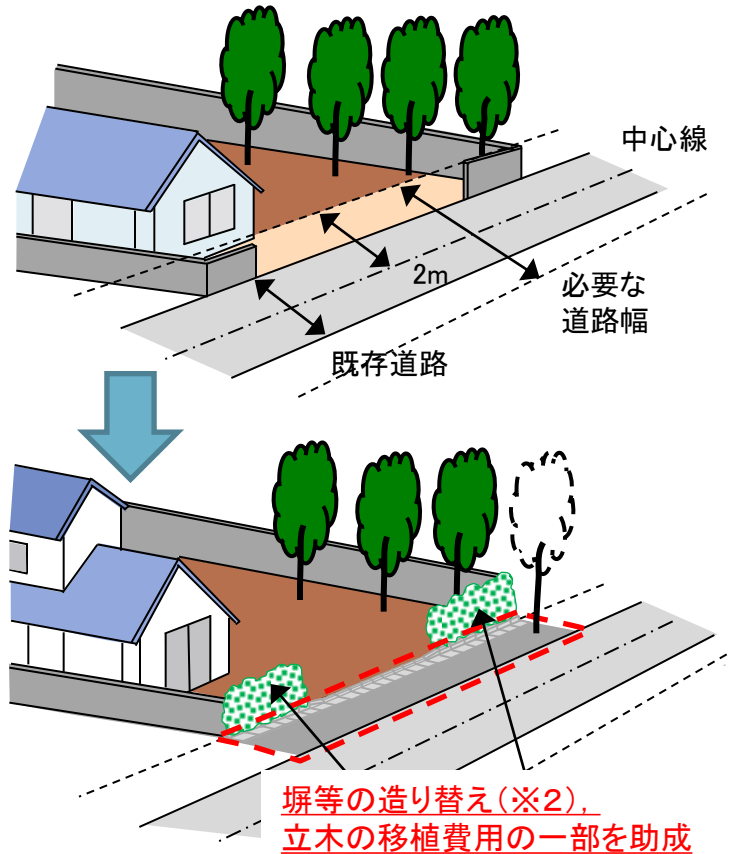 中心線
2m
必要な
道路幅
既存道路
塀等の造り替え(※2),
立木の移植費用の一部を助成